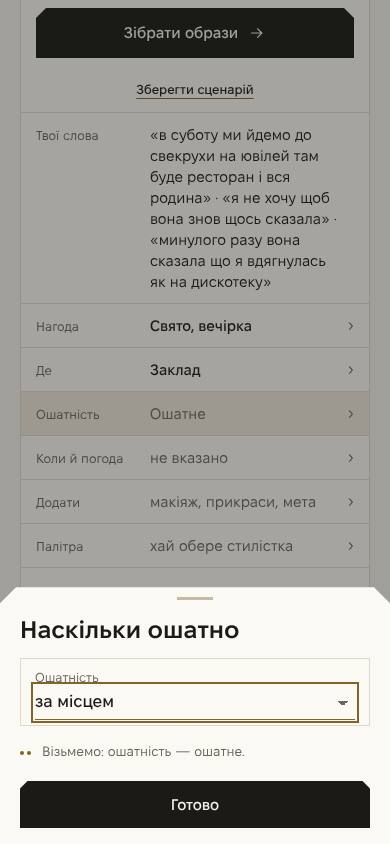 Зібрати образи →
Зберегти сценарій
Твої слова
«в суботу ми йдемо до
свекрухи на ювілей там
буде ресторан і вся
родина» · «я не хочу щоб
вона знов щось сказала» ·
«минулого разу вона
сказала що я вдягнулась
як на дискотеку»
Нагода Свято, вечірка
Де Заклад
Ошатність Ошатне
Коли й погода не вказано
Додати макіяж, прикраси, мета
Палітра хай обере стилістка
Наскільки ошатно
Ошатність
за місцем
Візьмемо: ошатність — ошатне.
Готово